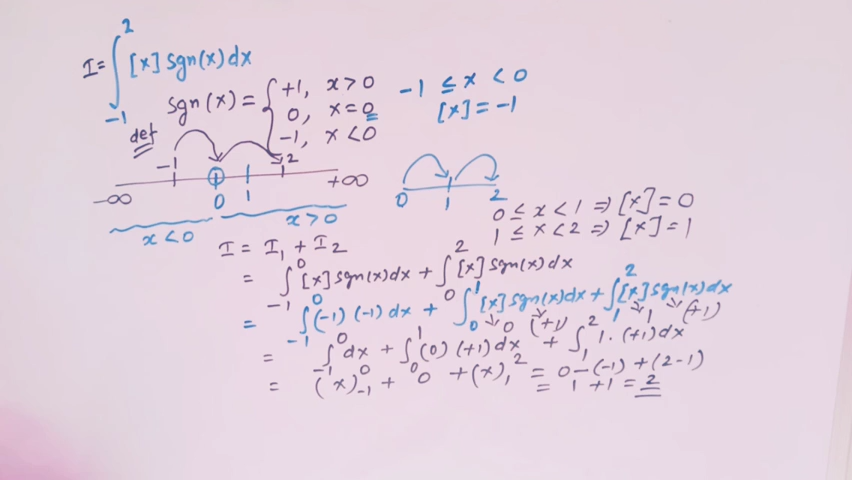 I = ∫_{-1}^{2} [x] sgn(x) dx
sgn(x) = { +1, x > 0
0, x = 0
-1, x < 0
def
-1 ≤ x < 0
[x] = -1
-1 2
-∞ 0 1 +∞
x < 0 x > 0
0 1 2
0 ≤ x < 1 ⇒ [x] = 0
1 ≤ x < 2 ⇒ [x] = 1
I = I₁ + I₂
= ∫_{-1}^{0} [x] sgn(x) dx + ∫_{0}^{2} [x] sgn(x) dx
= ∫_{-1}^{0} (-1) (-1) dx + ∫_{0}^{1} [x] sgn(x) dx + ∫_{1}^{2} [x] sgn(x) dx
0 (+1) 1 (+1)
= ∫_{-1}^{0} dx + ∫_{0}^{1} (0) (+1) dx + ∫_{1}^{2} 1 · (+1) dx
= (x)_{-1}^{0} + 0 + (x)_{1}^{2} = 0 - (-1) + (2-1)
= 1 + 1 = 2